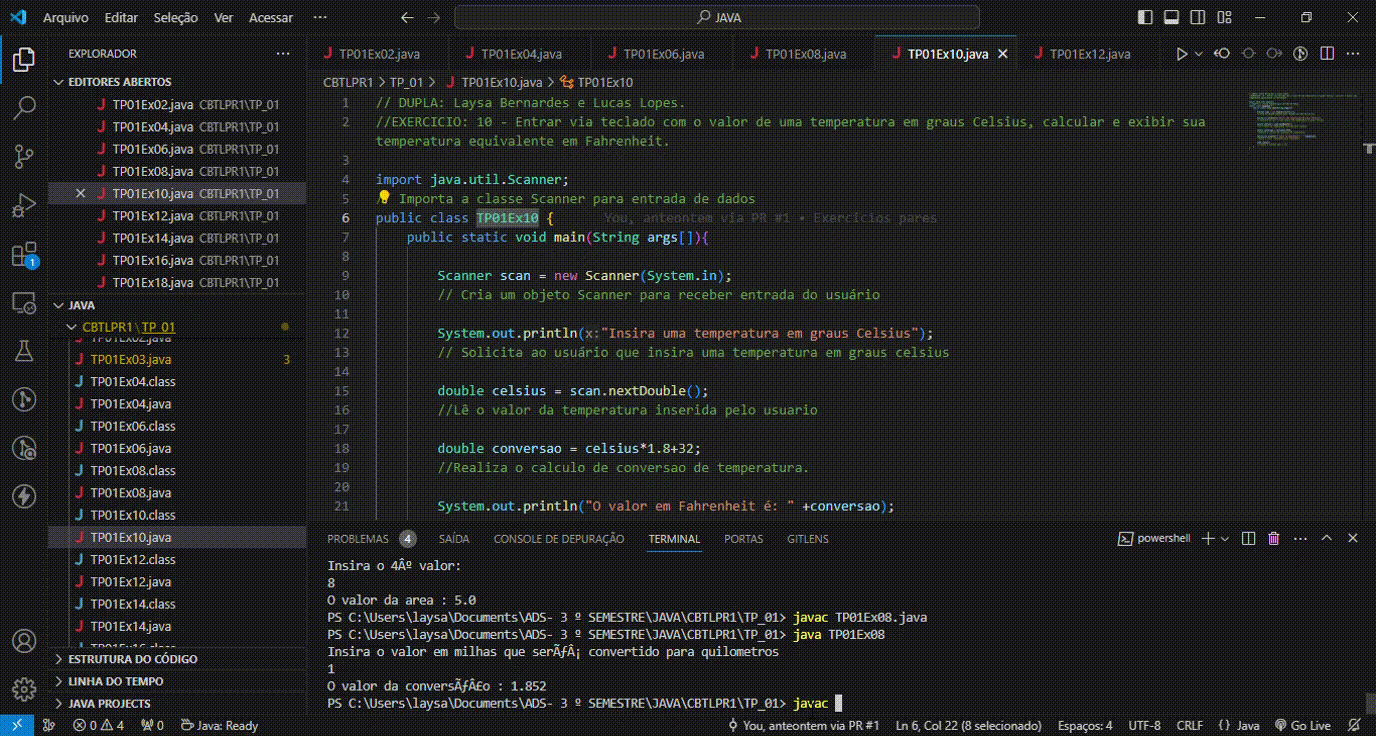 Arquivo Editar Seleção Ver Acessar ··· JAVA
EXPLORADOR ···
EDITORES ABERTOS
TP01Ex02.java CBTLPR1\TP_01
TP01Ex04.java CBTLPR1\TP_01
TP01Ex06.java CBTLPR1\TP_01
TP01Ex08.java CBTLPR1\TP_01
TP01Ex10.java CBTLPR1\TP_01
TP01Ex12.java CBTLPR1\TP_01
TP01Ex14.java CBTLPR1\TP_01
TP01Ex16.java CBTLPR1\TP_01
TP01Ex18.java CBTLPR1\TP_01
JAVA
CBTLPR1\TP_01
TP01Ex02.java
TP01Ex03.java 3
TP01Ex04.class
TP01Ex04.java
TP01Ex06.class
TP01Ex06.java
TP01Ex08.class
TP01Ex08.java
TP01Ex10.class
TP01Ex10.java
TP01Ex12.class
TP01Ex12.java
TP01Ex14.class
TP01Ex14.java
TP01Ex16.class
ESTRUTURA DO CÓDIGO
LINHA DO TEMPO
JAVA PROJECTS
1
TP01Ex02.java TP01Ex04.java TP01Ex06.java TP01Ex08.java TP01Ex10.java TP01Ex12.java
CBTLPR1 > TP_01 > TP01Ex10.java > TP01Ex10
1 // DUPLA: Laysa Bernardes e Lucas Lopes.
2 //EXERCICIO: 10 - Entrar via teclado com o valor de uma temperatura em graus Celsius, calcular e exibir sua
temperatura equivalente em Fahrenheit.
3
4 import java.util.Scanner;
5 / Importa a classe Scanner para entrada de dados
6 public class TP01Ex10 { You, anteontem via PR #1 • Exercicios pares
7 public static void main(String args[]){
8
9 Scanner scan = new Scanner(System.in);
10 // Cria um objeto Scanner para receber entrada do usuário
11
12 System.out.println(x:"Insira uma temperatura em graus Celsius");
13 // Solicita ao usuário que insira uma temperatura em graus celsius
14
15 double celsius = scan.nextDouble();
16 //Lê o valor da temperatura inserida pelo usuario
17
18 double conversao = celsius*1.8+32;
19 //Realiza o calculo de conversao de temperatura.
20
21 System.out.println("O valor em Fahrenheit é: " +conversao);
PROBLEMAS 4 SAÍDA CONSOLE DE DEPURAÇÃO TERMINAL PORTAS GITLENS powershell
Insira o 4Âº valor:
8
O valor da area : 5.0
PS C:\Users\laysa\Documents\ADS- 3 º SEMESTRE\JAVA\CBTLPR1\TP_01> javac TP01Ex08.java
PS C:\Users\laysa\Documents\ADS- 3 º SEMESTRE\JAVA\CBTLPR1\TP_01> java TP01Ex08
Insira o valor em milhas que serÃƒÂ¡ convertido para quilometros
1
O valor da conversÃƒÂ£o : 1.852
PS C:\Users\laysa\Documents\ADS- 3 º SEMESTRE\JAVA\CBTLPR1\TP_01> javac
0 4 0 Java: Ready You, anteontem via PR #1 Ln 6, Col 22 (8 selecionado) Espaços: 4 UTF-8 CRLF {} Java Go Live